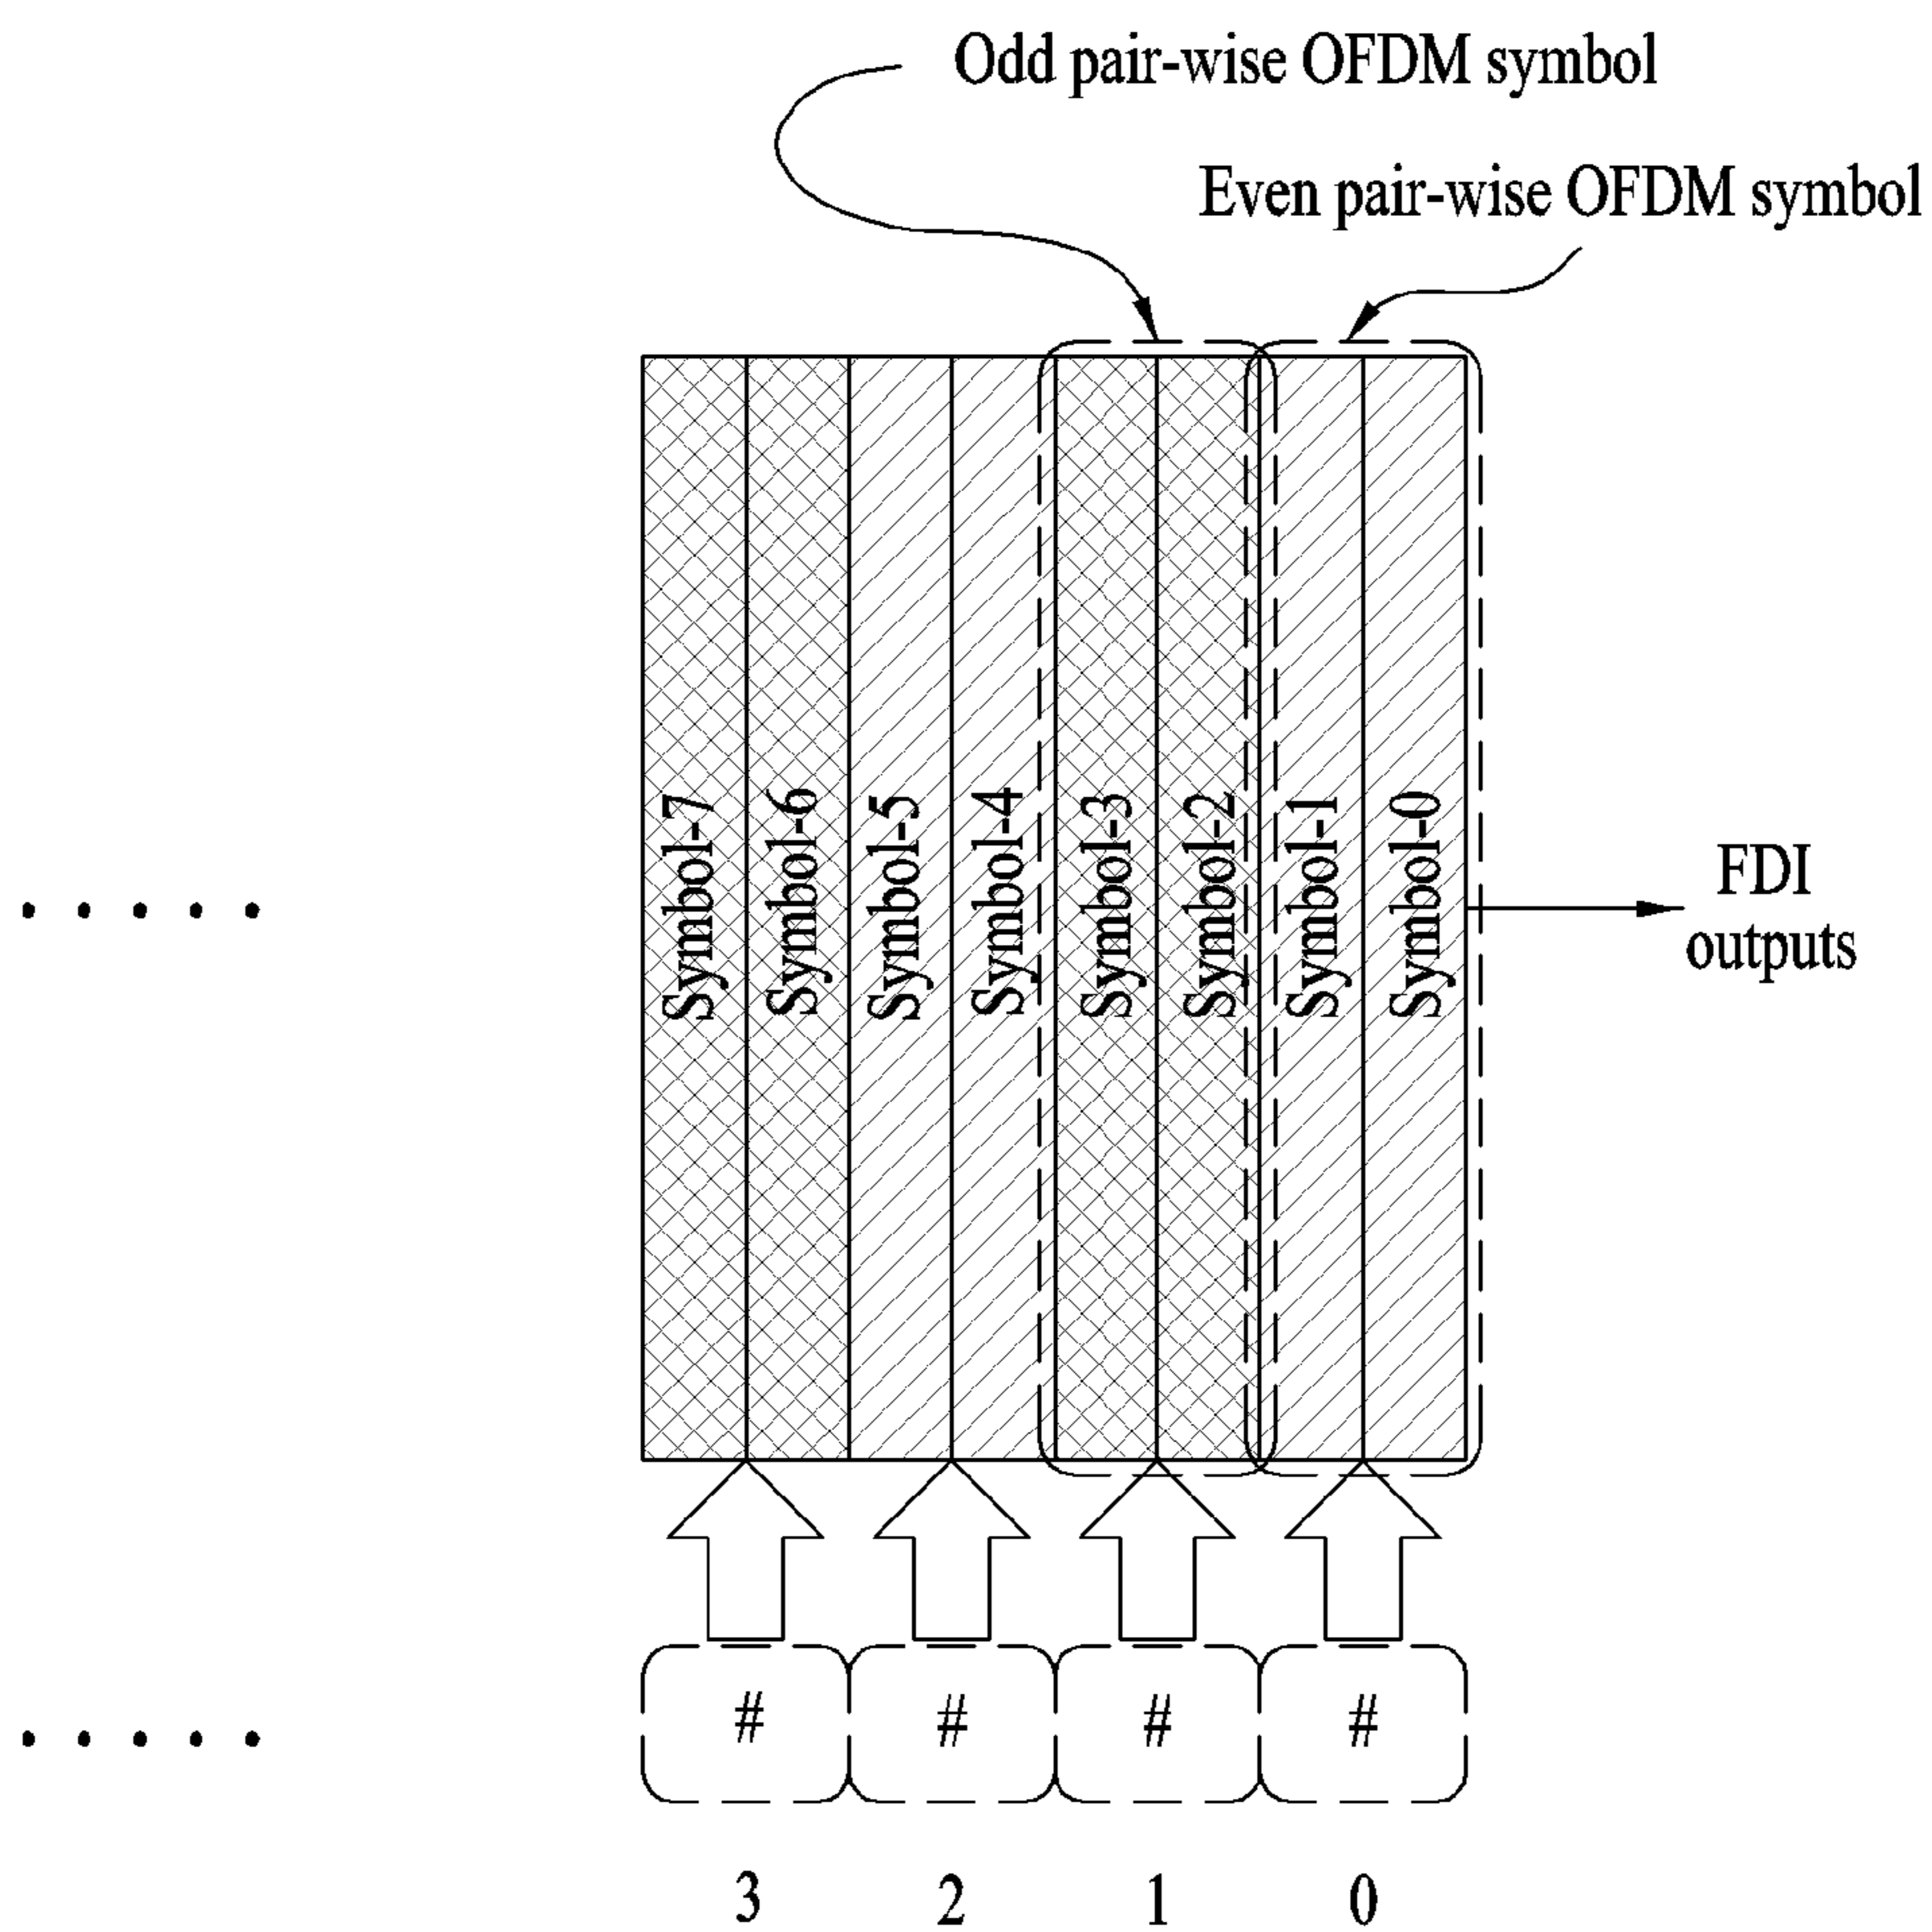 Odd pair-wise OFDM symbol
Even pair-wise OFDM symbol
Symbol-7
Symbol-6
Symbol-5
Symbol-4
Symbol-3
Symbol-2
Symbol-1
Symbol-0
FDI
outputs
# # # #
3 2 1 0